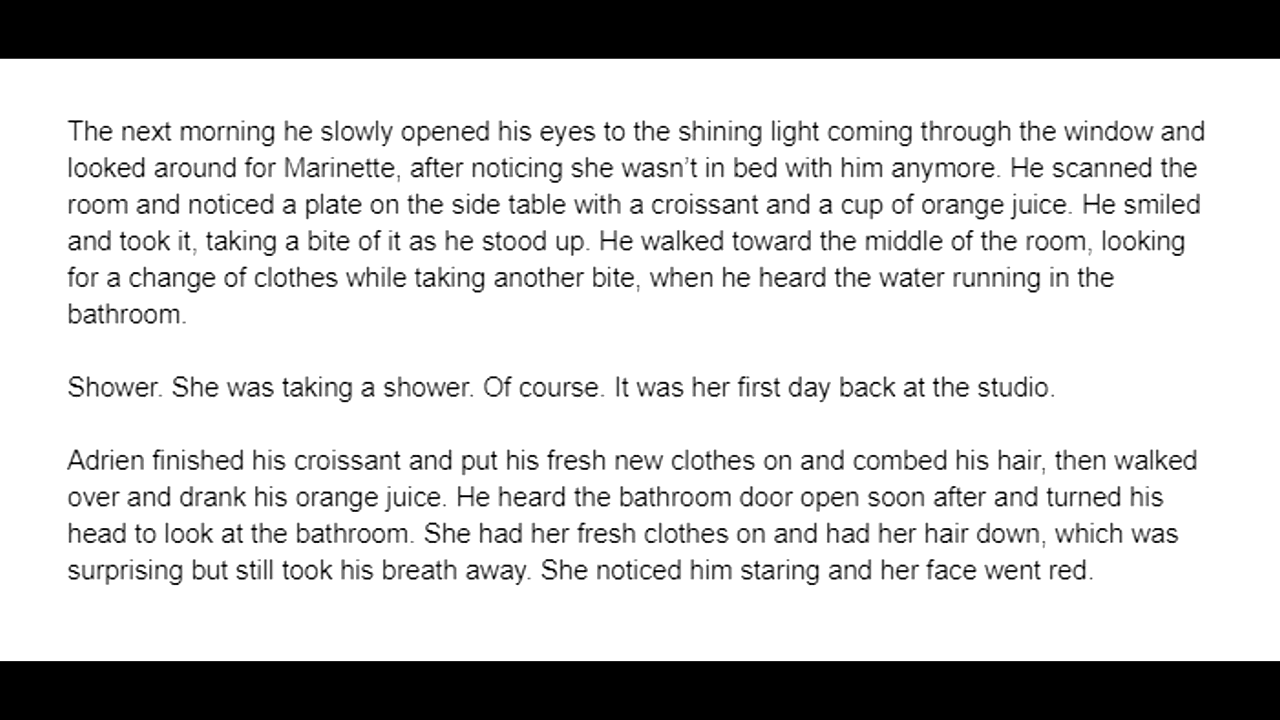 The next morning he slowly opened his eyes to the shining light coming through the window and
looked around for Marinette, after noticing she wasn’t in bed with him anymore. He scanned the
room and noticed a plate on the side table with a croissant and a cup of orange juice. He smiled
and took it, taking a bite of it as he stood up. He walked toward the middle of the room, looking
for a change of clothes while taking another bite, when he heard the water running in the
bathroom.
Shower. She was taking a shower. Of course. It was her first day back at the studio.
Adrien finished his croissant and put his fresh new clothes on and combed his hair, then walked
over and drank his orange juice. He heard the bathroom door open soon after and turned his
head to look at the bathroom. She had her fresh clothes on and had her hair down, which was
surprising but still took his breath away. She noticed him staring and her face went red.